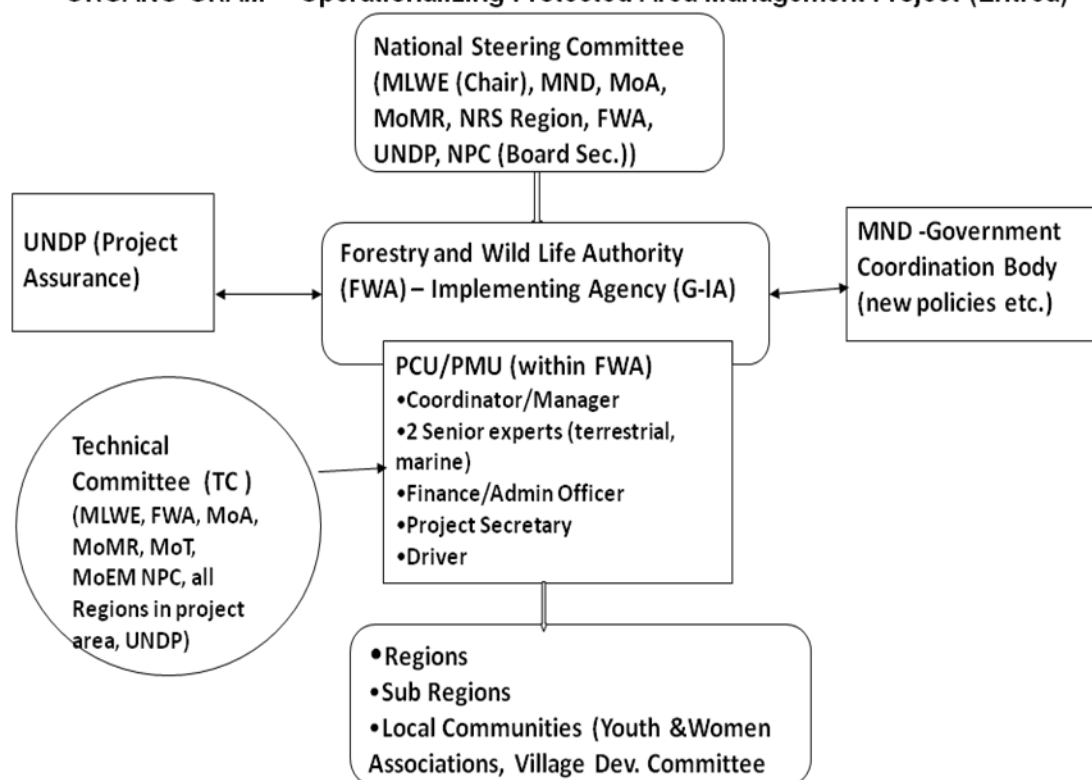 ORGANO GRAM – Operationalizing Protected Area Management Project (Eritrea)
National Steering Committee
(MLWE (Chair), MND, MoA,
MoMR, NRS Region, FWA,
UNDP, NPC (Board Sec.))
UNDP (Project
Assurance)
Forestry and Wild Life Authority
(FWA) – Implementing Agency (G-IA)
MND -Government
Coordination Body
(new policies etc.)
PCU/PMU (within FWA)
•Coordinator/Manager
•2 Senior experts (terrestrial,
marine)
•Finance/Admin Officer
•Project Secretary
•Driver
Technical
Committee (TC )
(MLWE, FWA, MoA,
MoMR, MoT,
MoEM NPC, all
Regions in project
area, UNDP)
•Regions
•Sub Regions
•Local Communities (Youth &Women
Associations, Village Dev. Committee